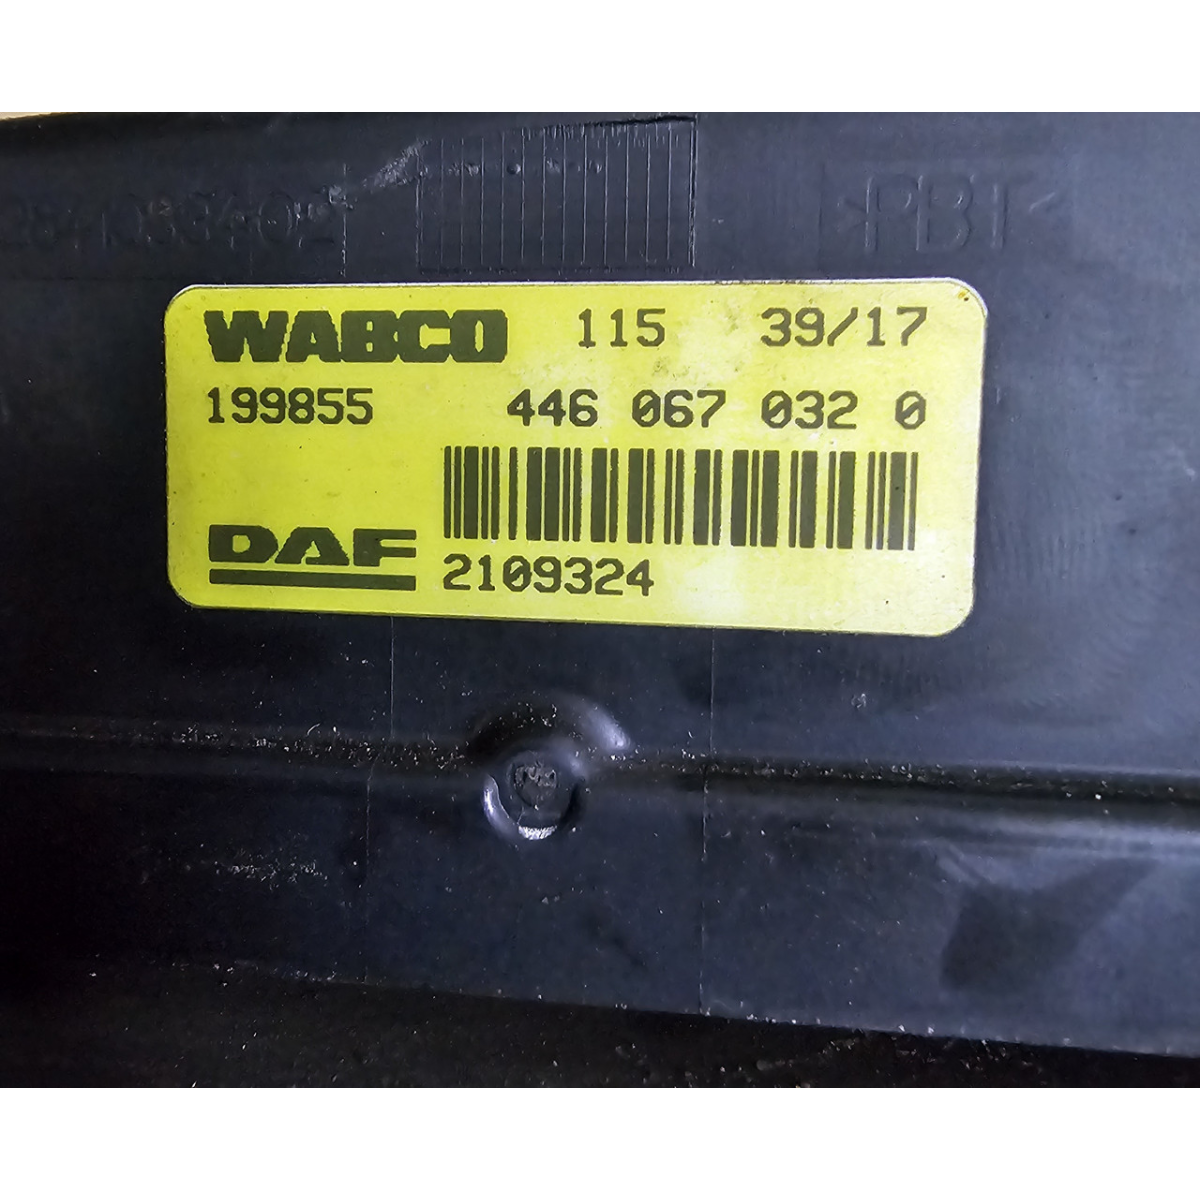 >PBT<
WABCO 115 39/17
199855 446 067 032 0
DAF 2109324